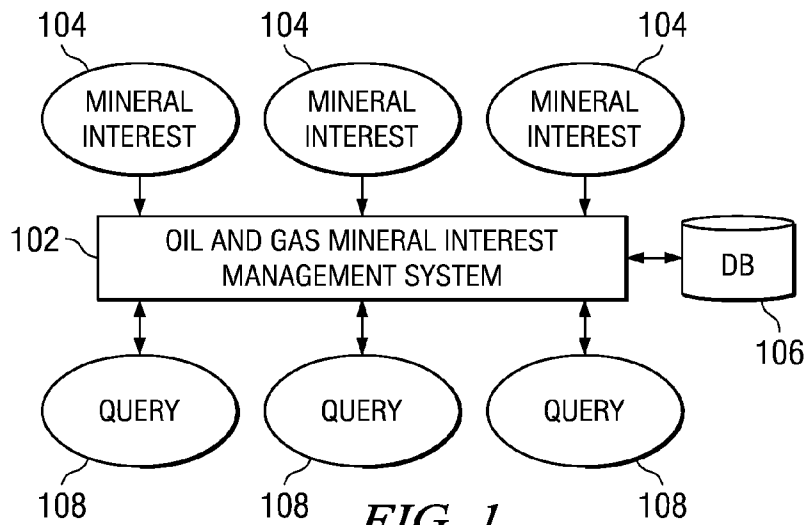 104 104 104
MINERAL INTEREST
MINERAL INTEREST
MINERAL INTEREST
102
OIL AND GAS MINERAL INTEREST
MANAGEMENT SYSTEM
DB
106
QUERY QUERY QUERY
108 108 108
FIG. 1